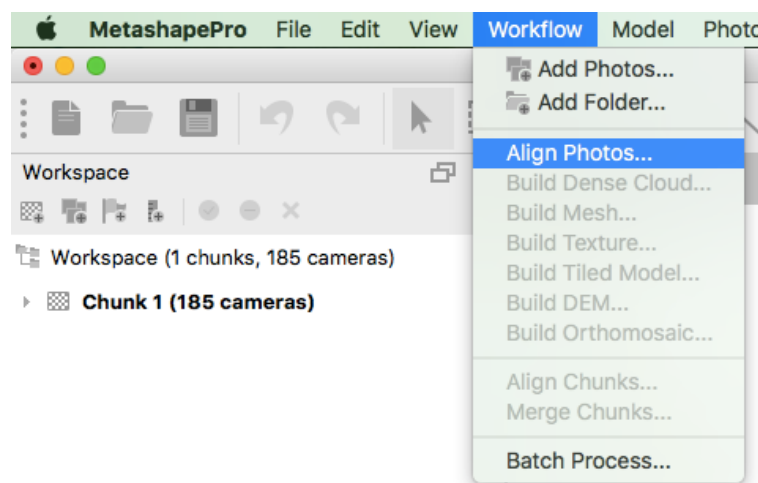 MetashapePro File Edit View Workflow Model Photo
Add Photos...
Add Folder...
Align Photos...
Workspace
Build Dense Cloud...
Build Mesh...
Build Texture...
Workspace (1 chunks, 185 cameras)
Build Tiled Model...
Chunk 1 (185 cameras)
Build DEM...
Build Orthomosaic...
Align Chunks...
Merge Chunks...
Batch Process...